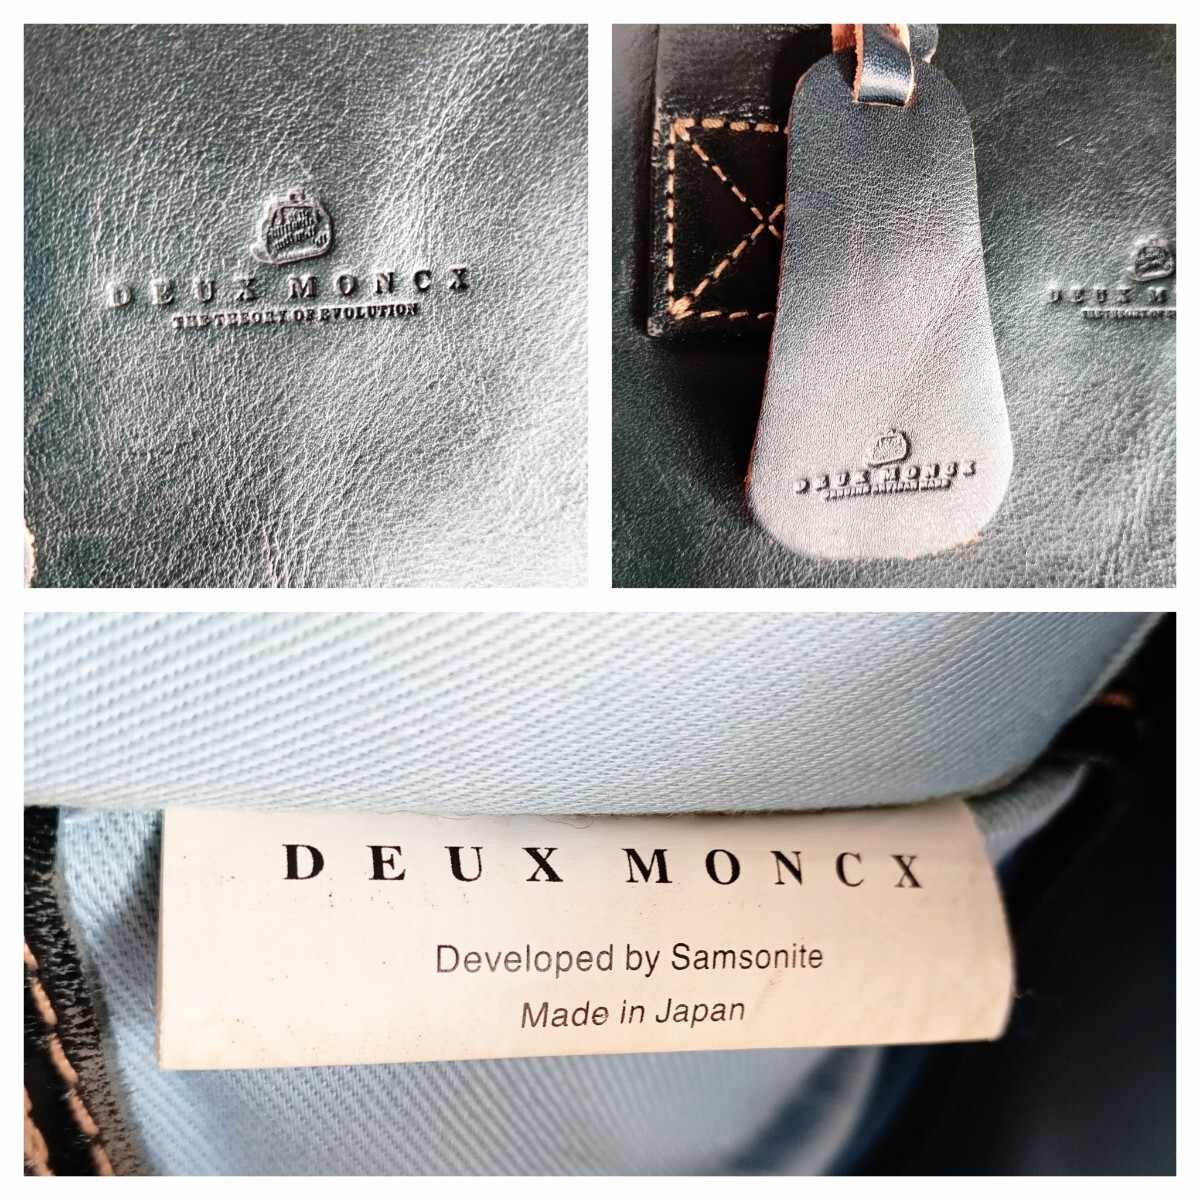 DEUX MONCX
THE THEORY OF EVOLUTION
DEUX MONCX
DEUX MONCX
Developed by Samsonite
Made in Japan